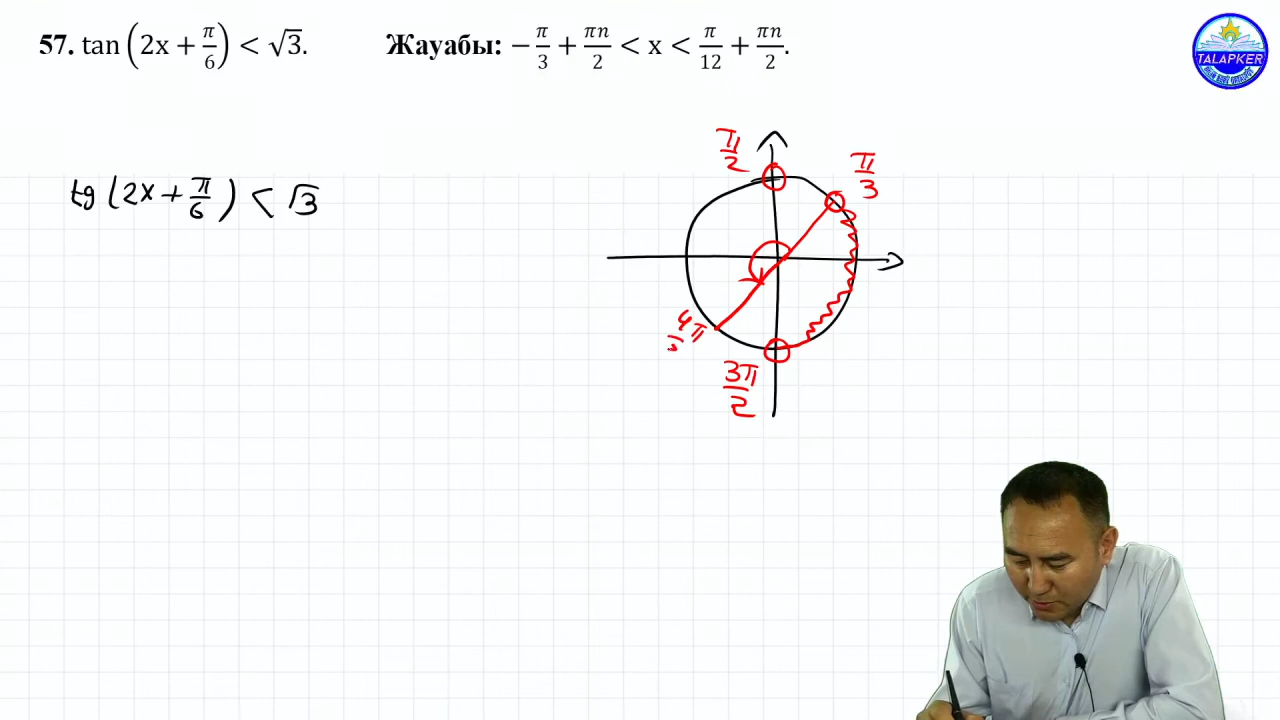 57. tan(2x + π/6) < √3. Жауабы: −π/3 + πn/2 < x < π/12 + πn/2.
TALAPKER
tg(2x + π/6) < √3
π/2
π/3
4π
3π/2